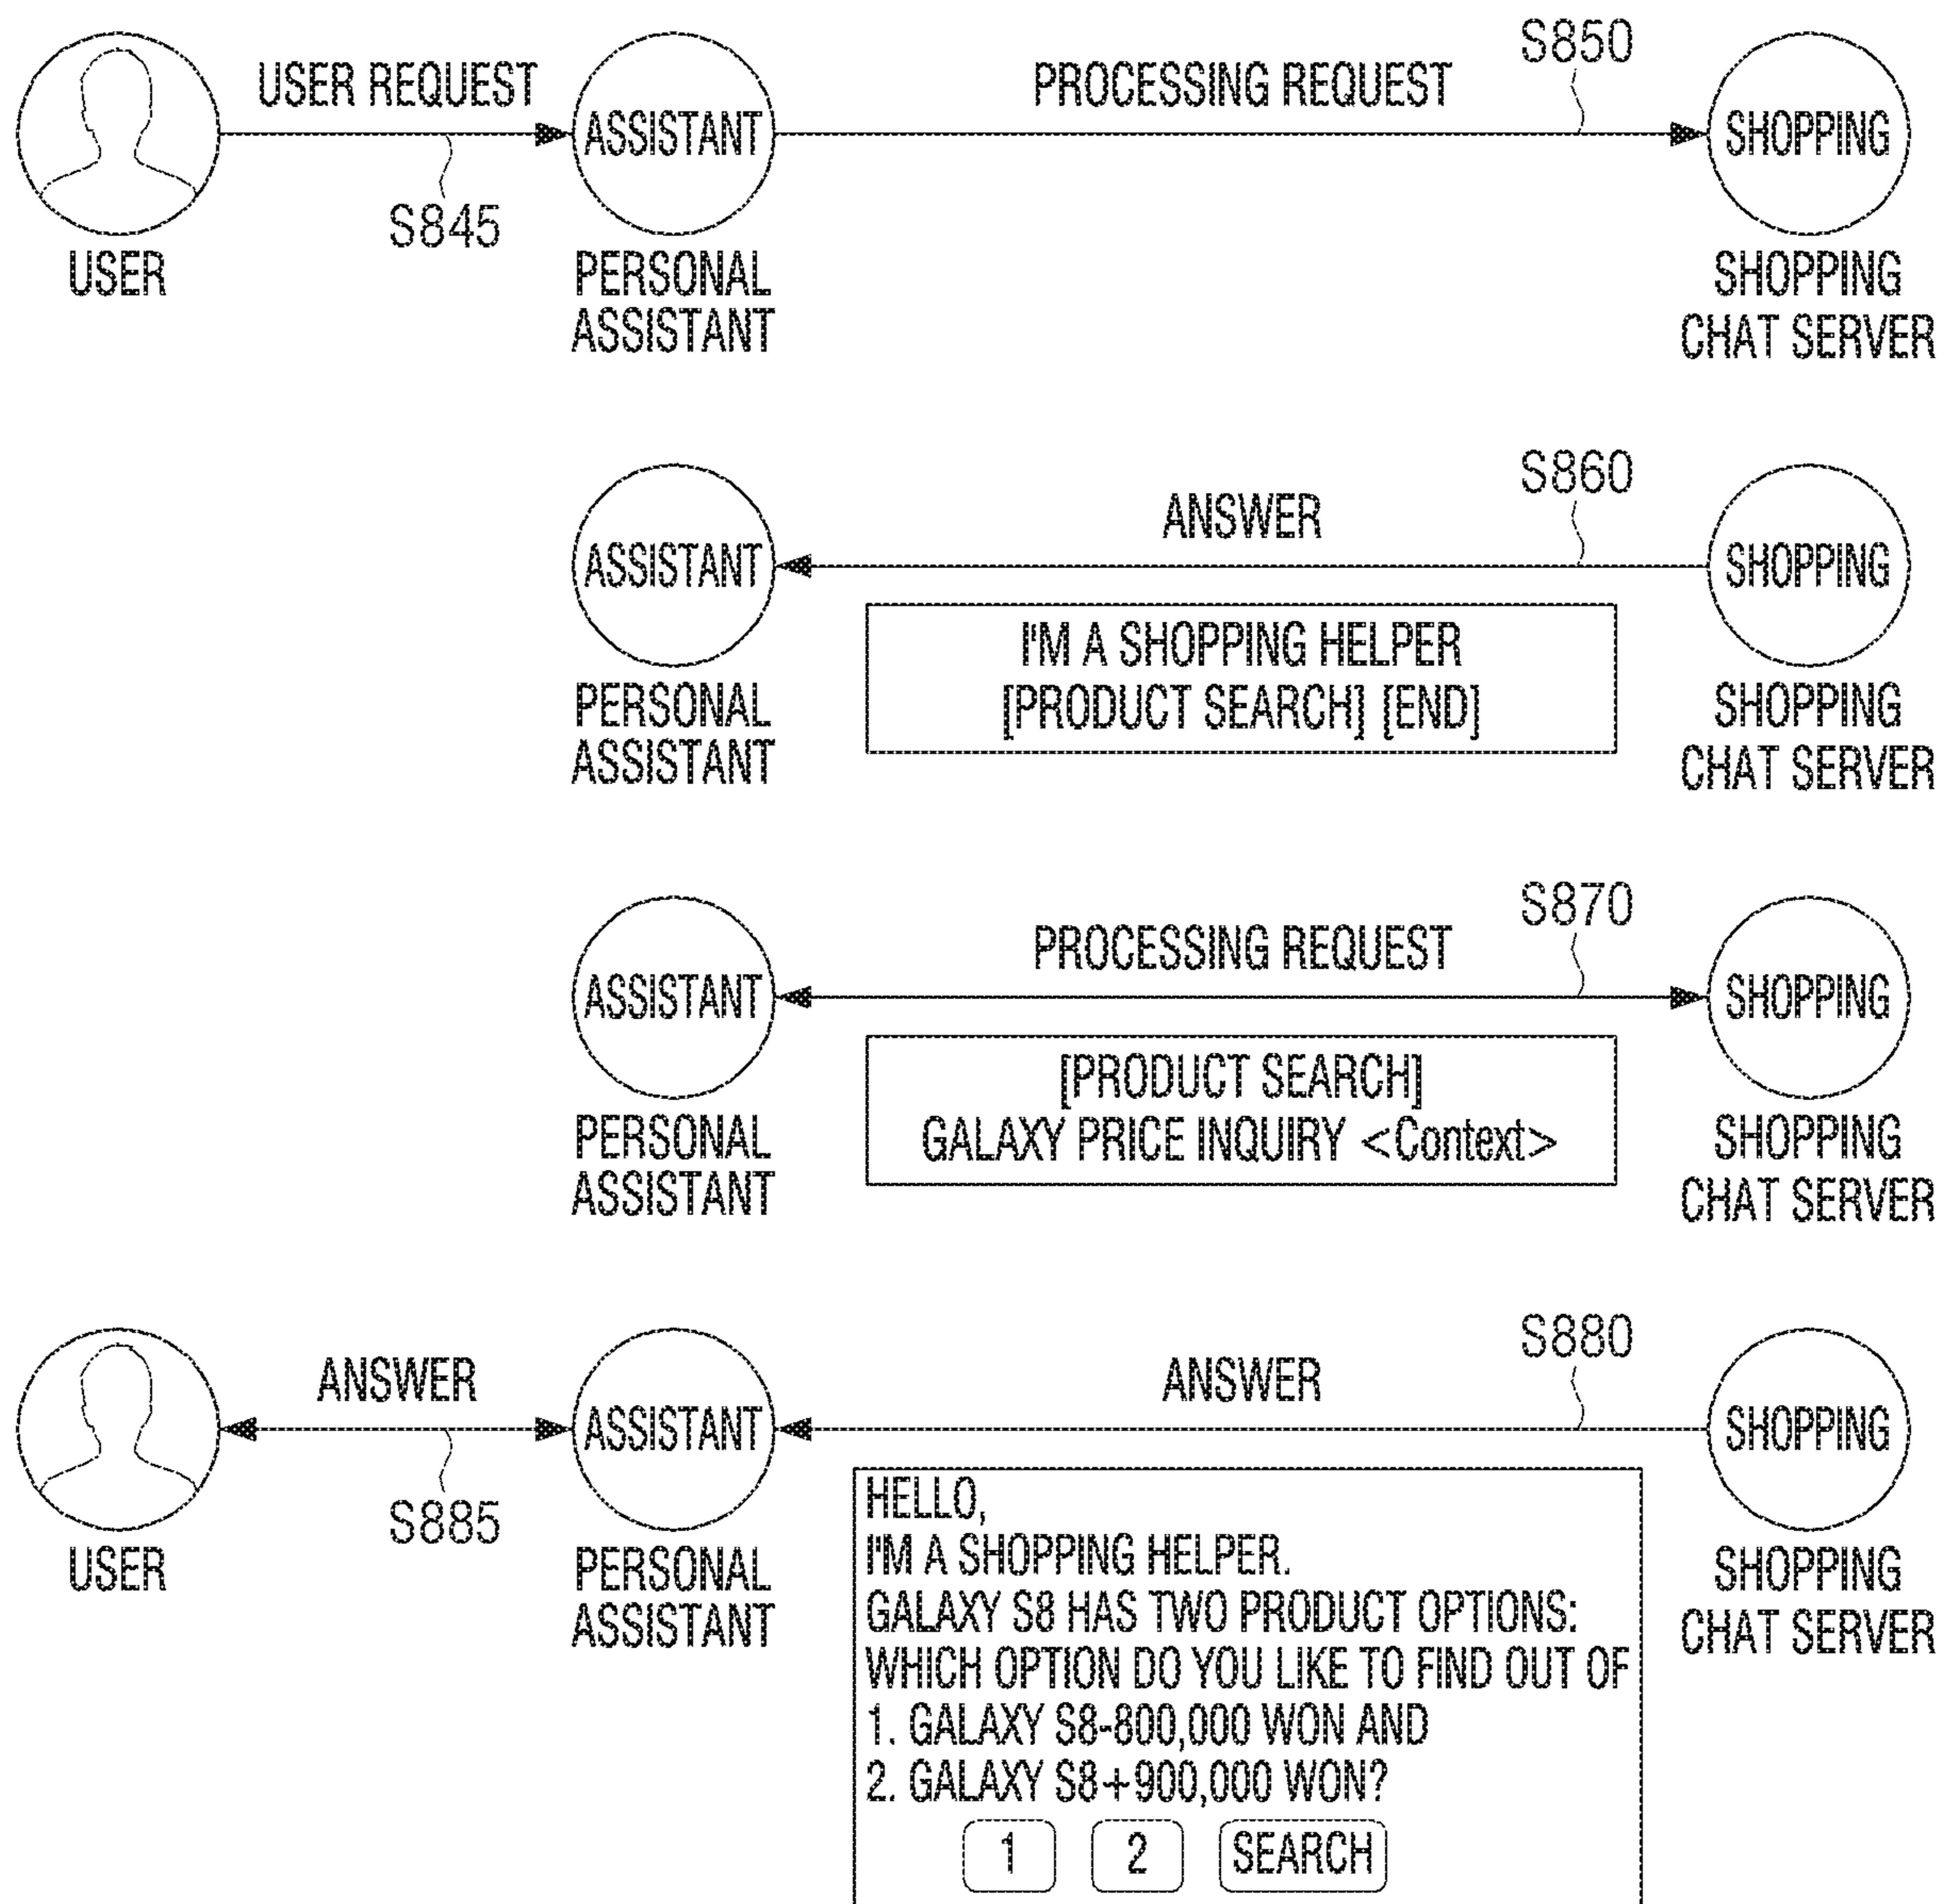 S850
USER REQUEST
PROCESSING REQUEST
ASSISTANT
SHOPPING
S845
USER
PERSONAL
ASSISTANT
SHOPPING
CHAT SERVER
S860
ANSWER
ASSISTANT
SHOPPING
I'M A SHOPPING HELPER
[PRODUCT SEARCH] [END]
PERSONAL
ASSISTANT
SHOPPING
CHAT SERVER
S870
PROCESSING REQUEST
ASSISTANT
SHOPPING
[PRODUCT SEARCH]
GALAXY PRICE INQUIRY <Context>
PERSONAL
ASSISTANT
SHOPPING
CHAT SERVER
S880
ANSWER
ANSWER
ASSISTANT
SHOPPING
S885
USER
PERSONAL
ASSISTANT
HELLO,
I'M A SHOPPING HELPER.
GALAXY S8 HAS TWO PRODUCT OPTIONS:
WHICH OPTION DO YOU LIKE TO FIND OUT OF
1. GALAXY S8-800,000 WON AND
2. GALAXY S8+900,000 WON?
1
2
SEARCH
SHOPPING
CHAT SERVER